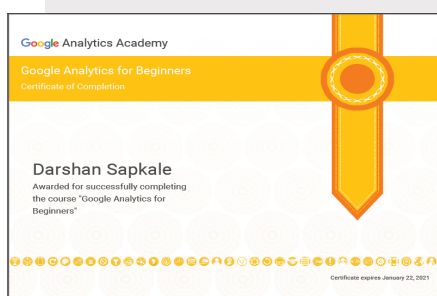 Google Analytics Academy
Google Analytics for Beginners
Certificate of Completion
Darshan Sapkale
Awarded for successfully completing
the course "Google Analytics for
Beginners"
Certificate expires January 22, 2021